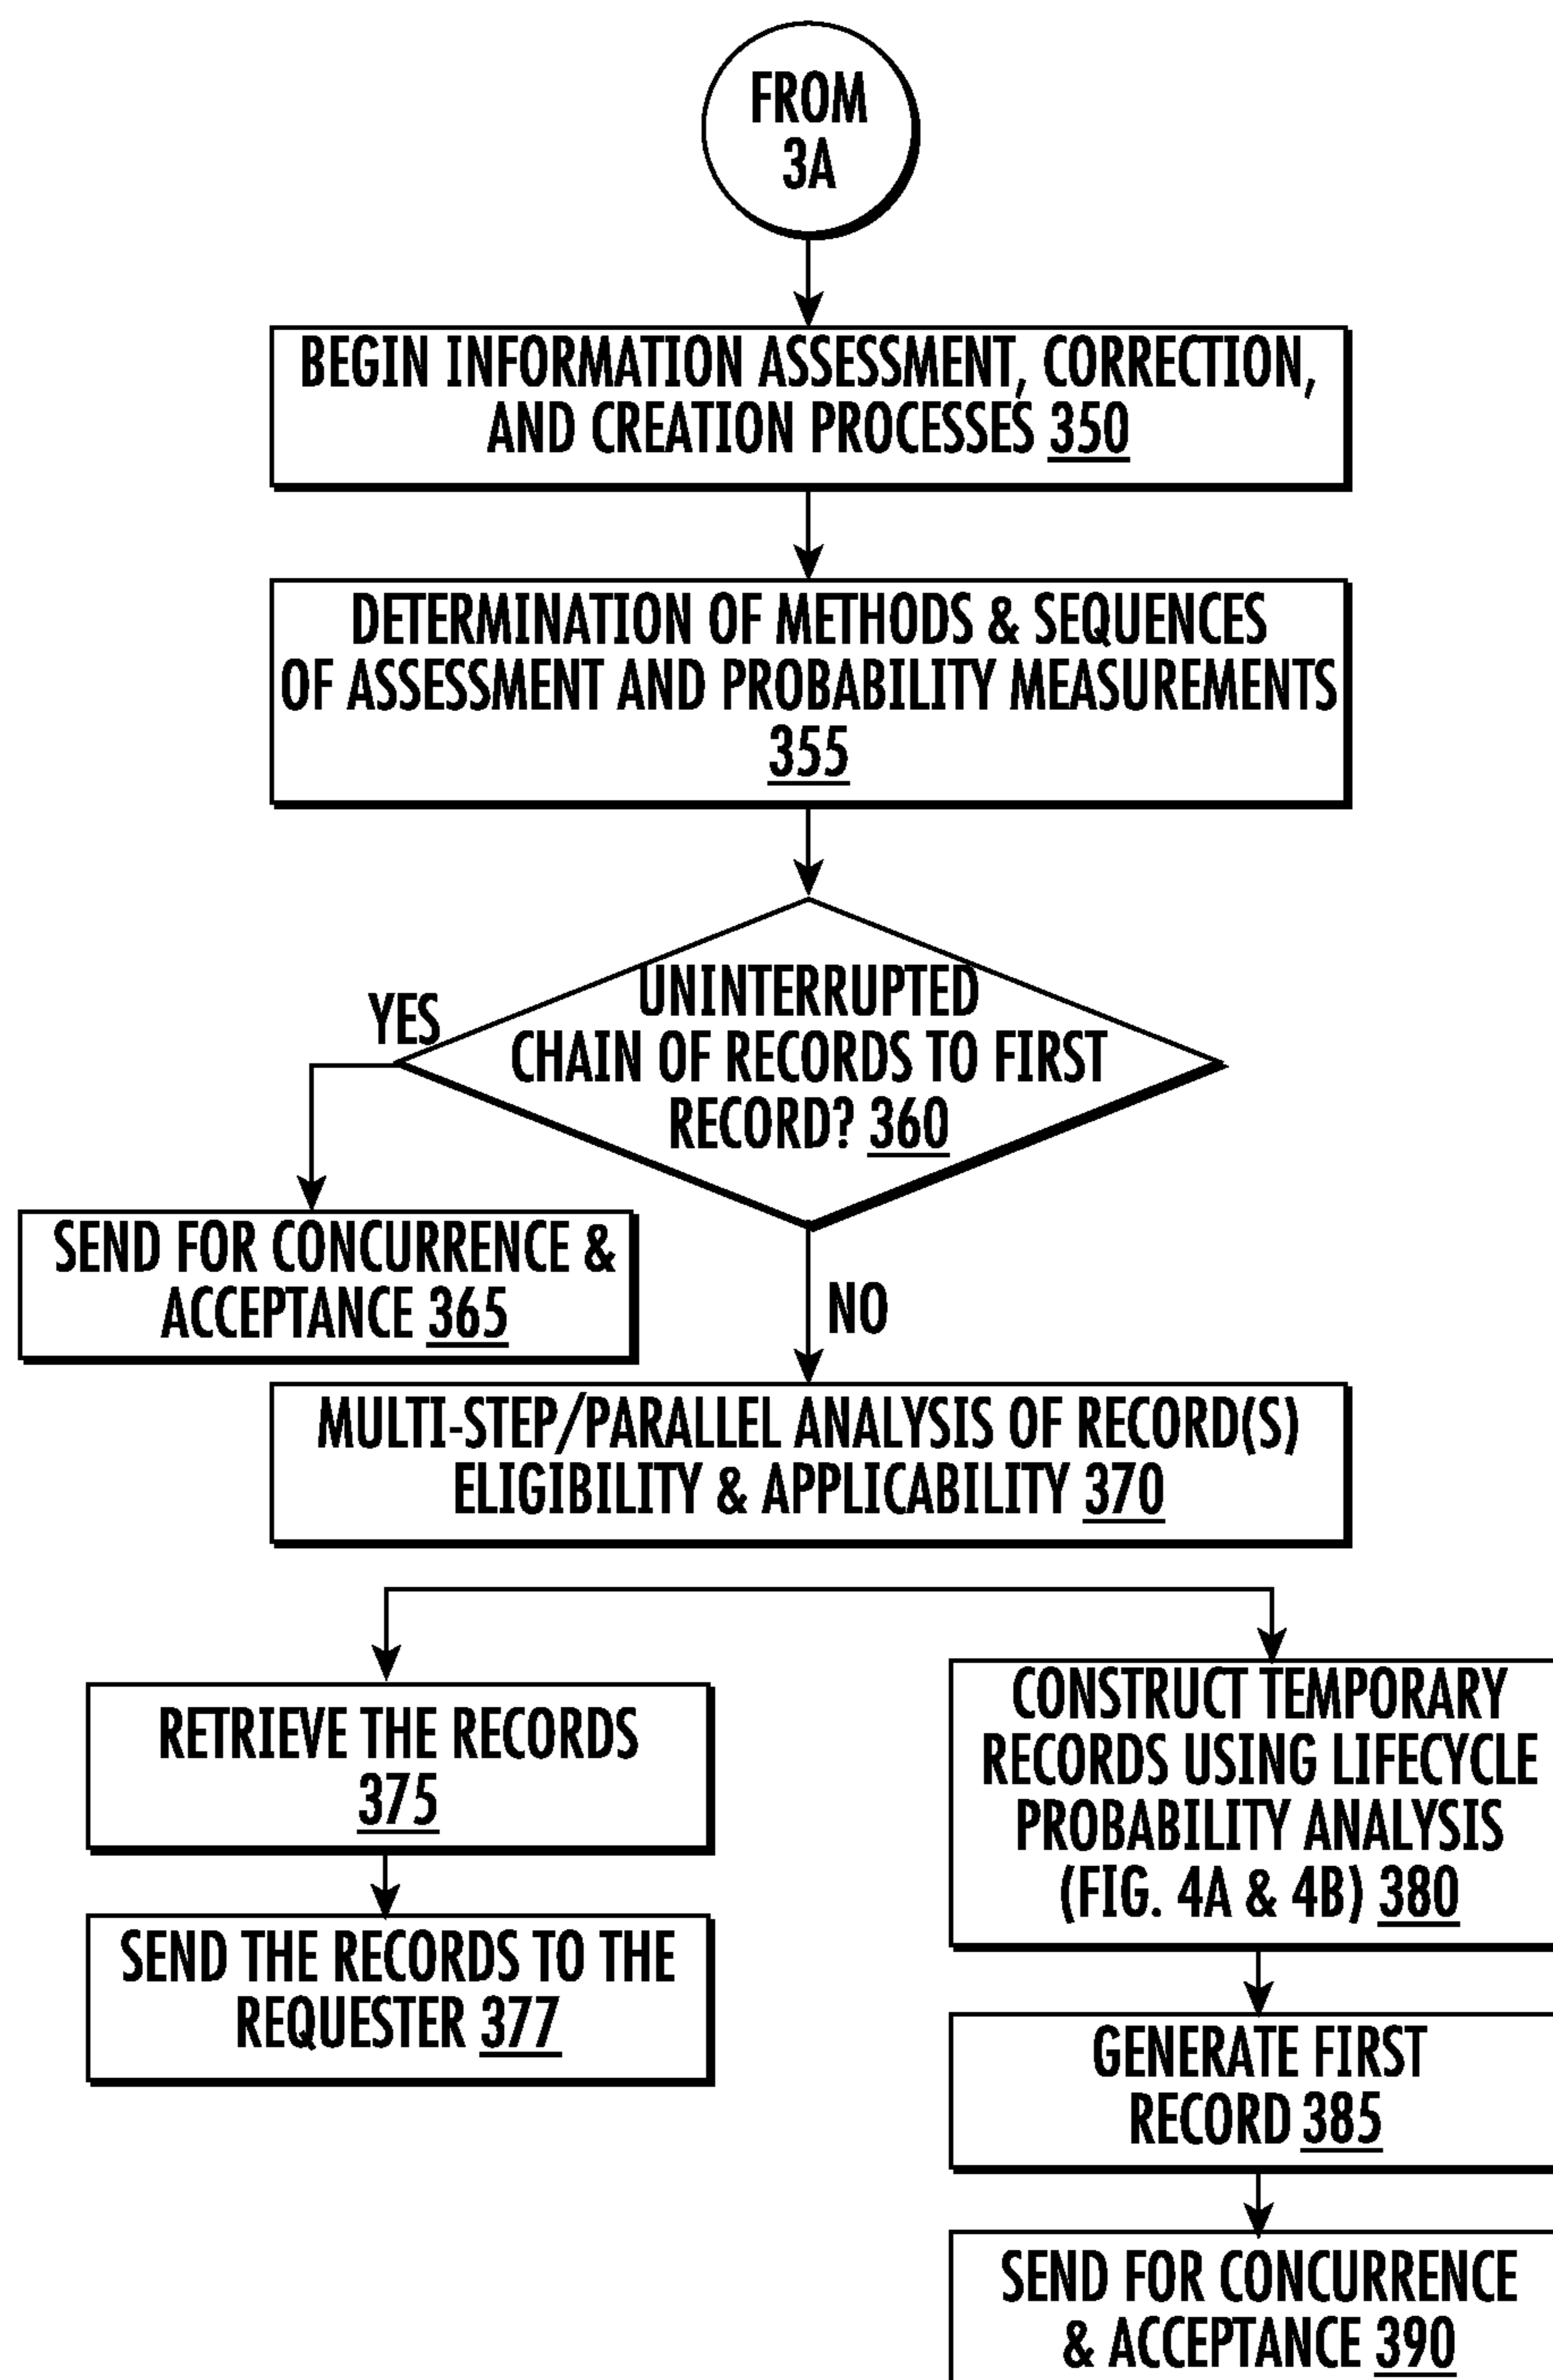 FROM
3A
BEGIN INFORMATION ASSESSMENT, CORRECTION,
AND CREATION PROCESSES 350
DETERMINATION OF METHODS & SEQUENCES
OF ASSESSMENT AND PROBABILITY MEASUREMENTS
355
UNINTERRUPTED
CHAIN OF RECORDS TO FIRST
RECORD? 360
YES
SEND FOR CONCURRENCE &
ACCEPTANCE 365
NO
MULTI-STEP/PARALLEL ANALYSIS OF RECORD(S)
ELIGIBILITY & APPLICABILITY 370
RETRIEVE THE RECORDS
375
SEND THE RECORDS TO THE
REQUESTER 377
CONSTRUCT TEMPORARY
RECORDS USING LIFECYCLE
PROBABILITY ANALYSIS
(FIG. 4A & 4B) 380
GENERATE FIRST
RECORD 385
SEND FOR CONCURRENCE
& ACCEPTANCE 390